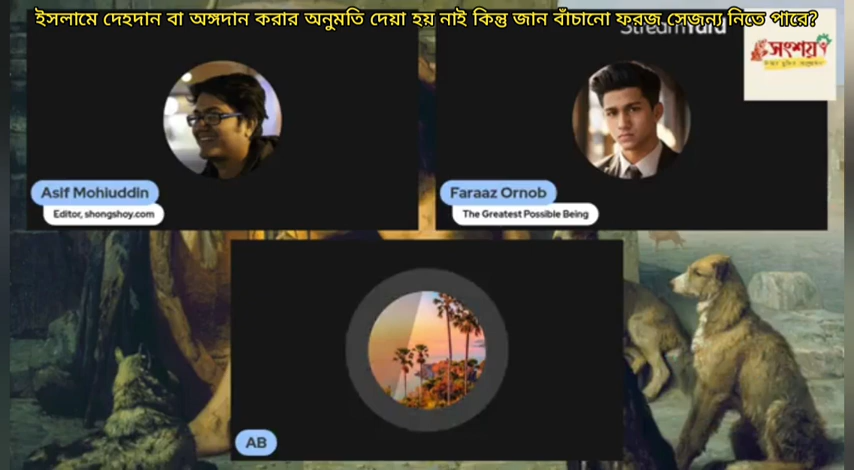 ইসলামে দেহদান বা অঙ্গদান করার অনুমতি দেয়া হয় নাই কিন্তু জান বাঁচানো ফরজ সেজন্য নিতে পারে?
StreamYard
সংশয়
Asif Mohiuddin
Editor, shongshoy.com
Faraaz Ornob
The Greatest Possible Being
AB